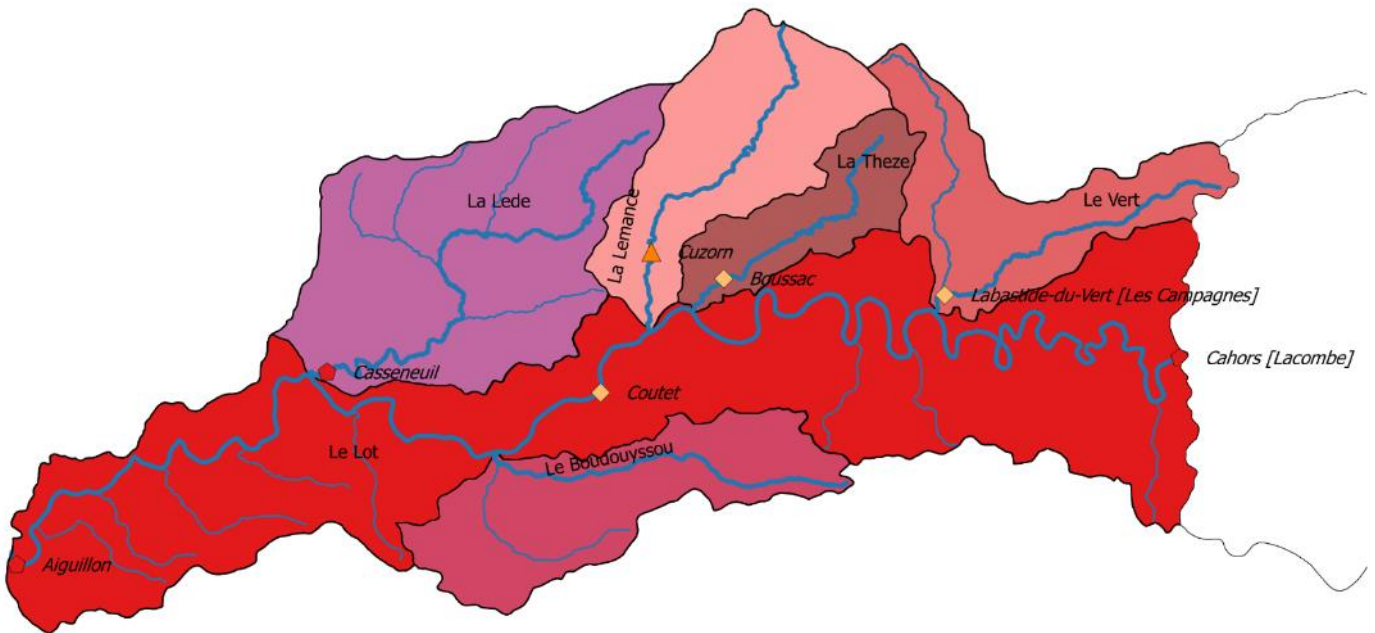 La Theze
La Lede
Le Vert
La Lemance
Cuzorn
Boussac
Labastide-du-Vert [Les Campagnes]
Cahors [Lacombe]
Casseneuil
Coutet
Le Lot
Le Boudouyssou
Aiguillon